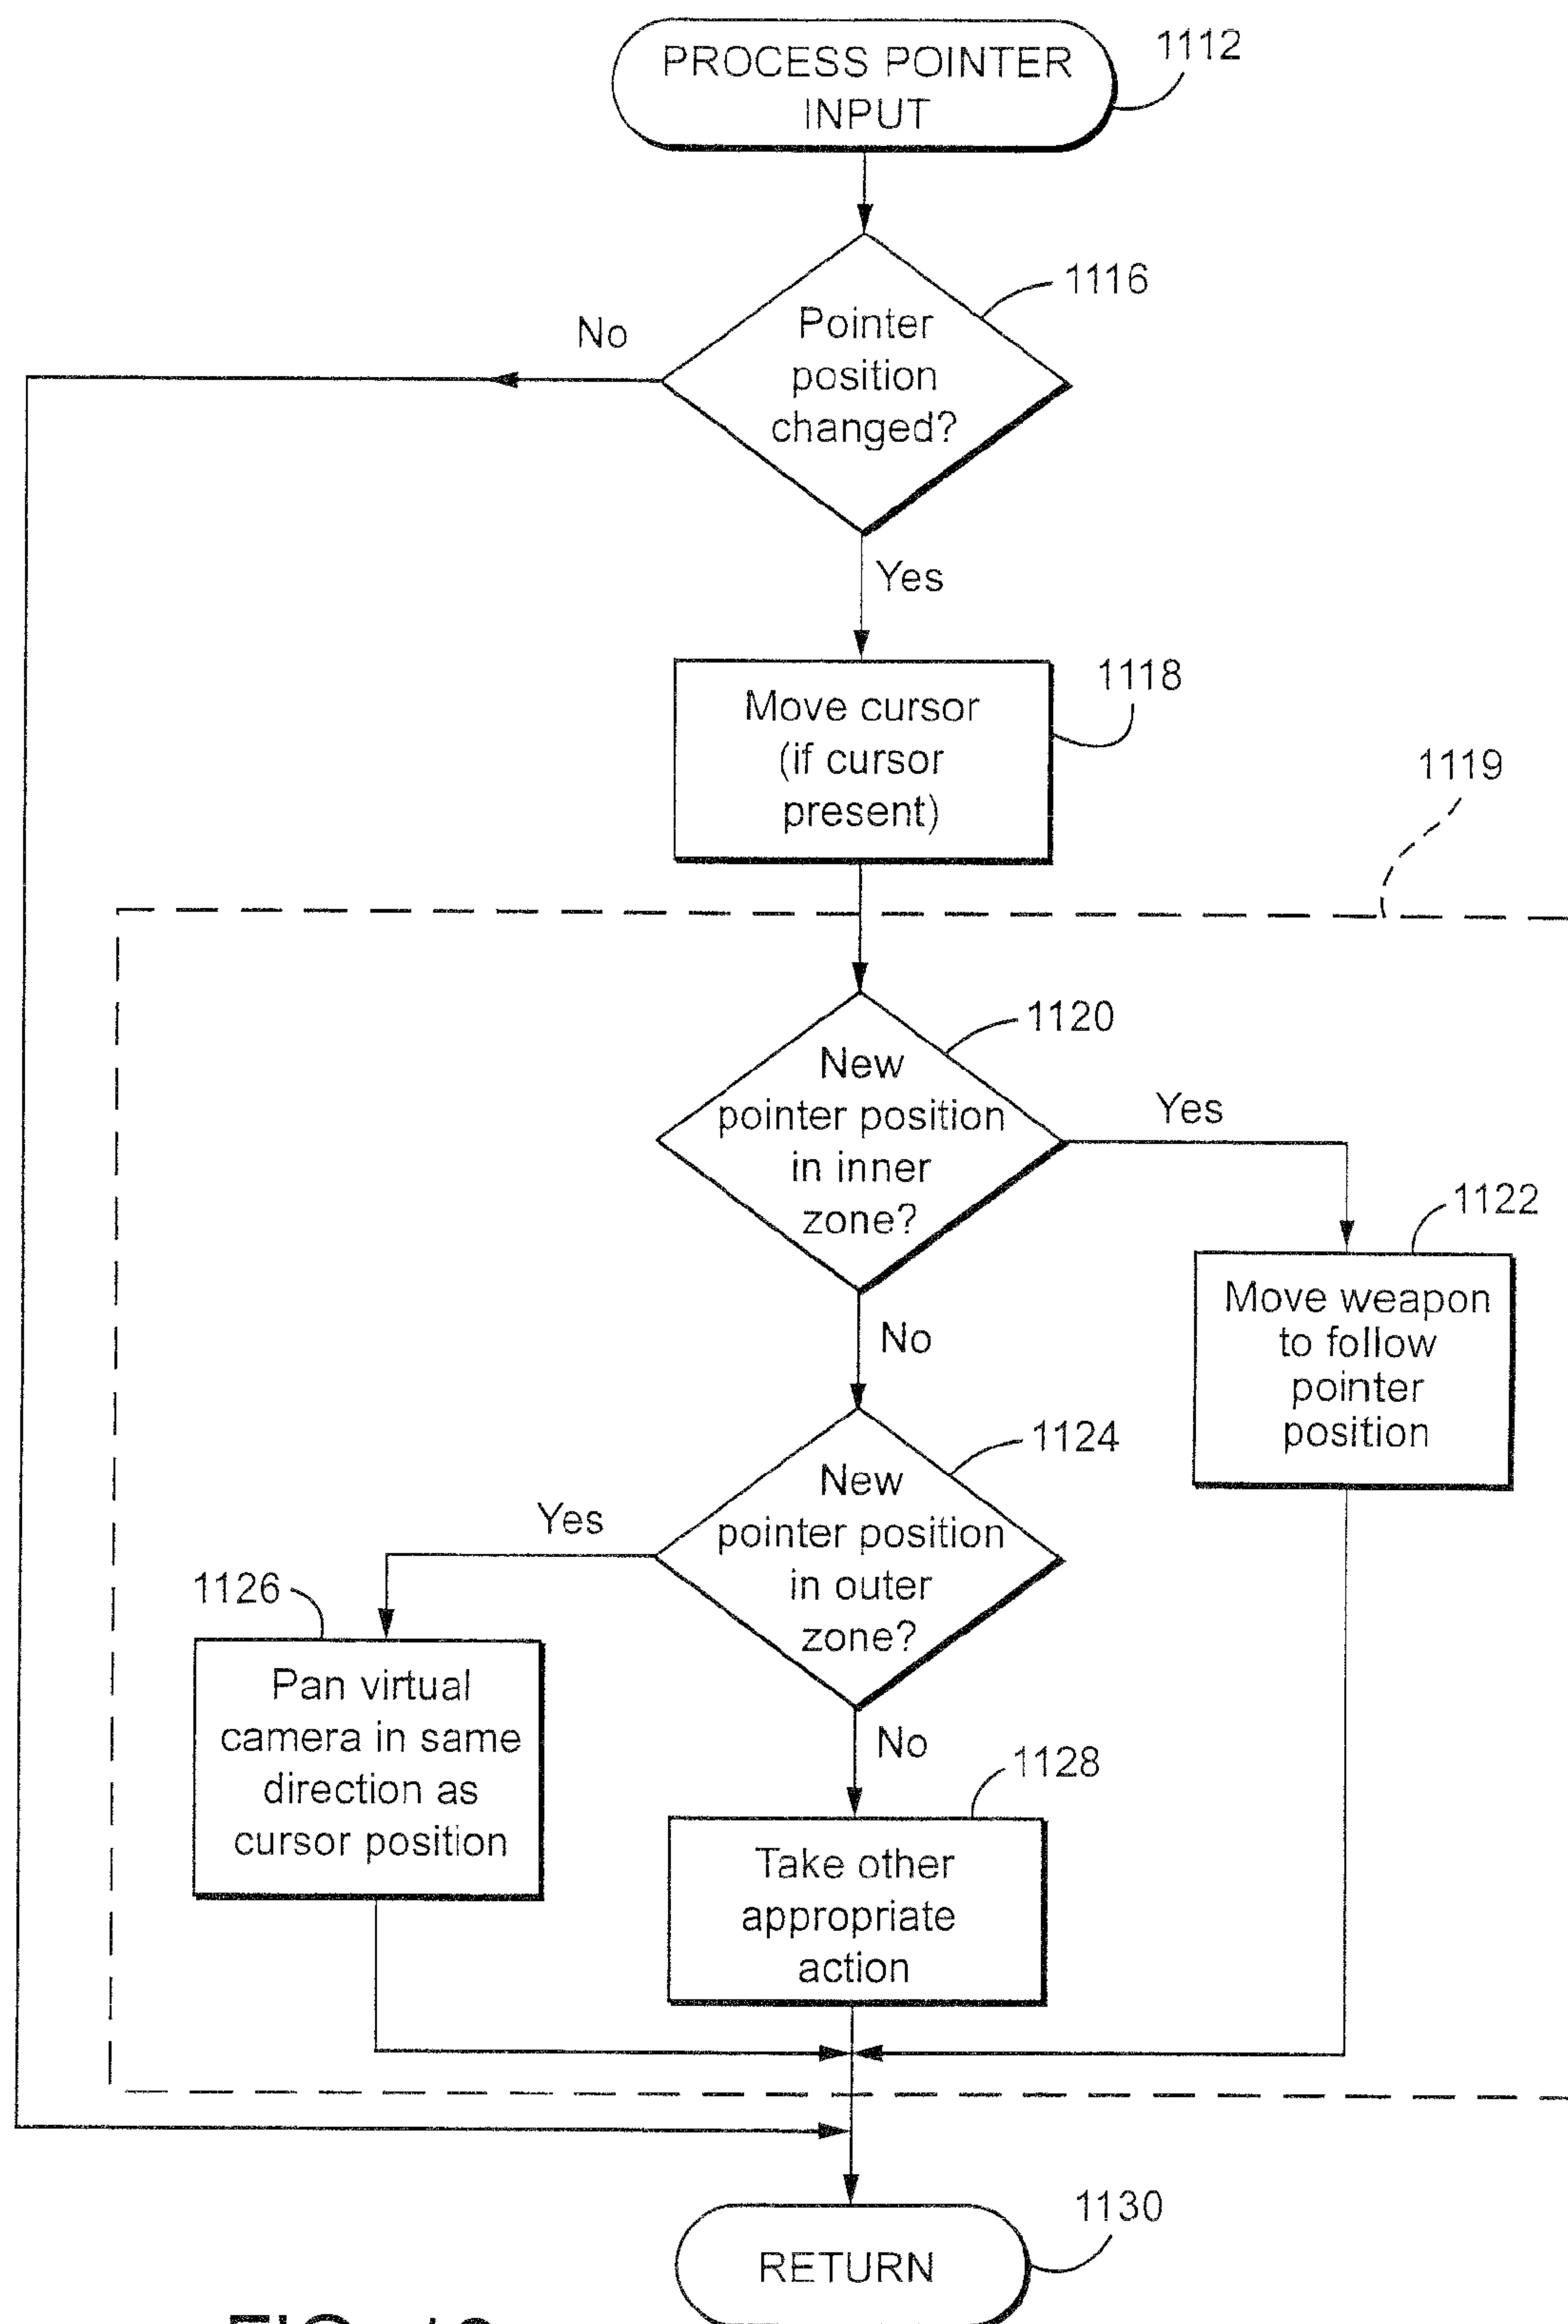 PROCESS POINTER
INPUT
1112
1116
Pointer
position
changed?
No
Yes
1118
Move cursor
(if cursor
present)
1119
1120
New
pointer position
in inner
zone?
Yes
1122
Move weapon
to follow
pointer
position
No
1124
New
pointer position
in outer
zone?
Yes
1126
Pan virtual
camera in same
direction as
cursor position
No
1128
Take other
appropriate
action
1130
RETURN